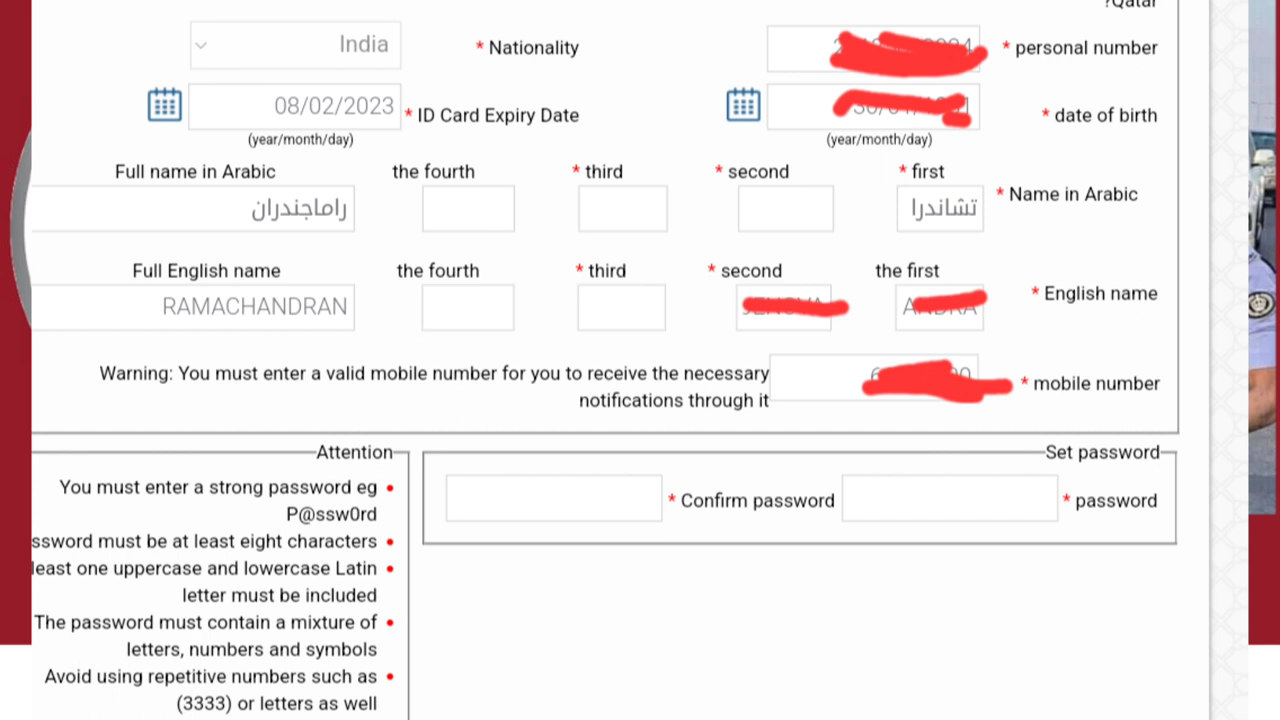 ?Qatar
* personal number
* Nationality
India
* date of birth
* ID Card Expiry Date
08/02/2023
(year/month/day)
(year/month/day)
* Name in Arabic
* first
* second
* third
the fourth
Full name in Arabic
تشاندرا
راماجندران
* English name
the first
* second
* third
the fourth
Full English name
RAMACHANDRAN
* mobile number
Warning: You must enter a valid mobile number for you to receive the necessary
notifications through it
Set password
* password
* Confirm password
Attention
You must enter a strong password eg •
P@ssw0rd
ssword must be at least eight characters •
least one uppercase and lowercase Latin •
letter must be included
The password must contain a mixture of •
letters, numbers and symbols
Avoid using repetitive numbers such as •
(3333) or letters as well